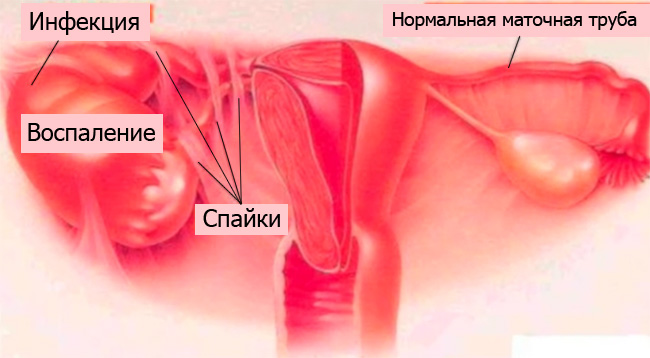 Инфекция
Нормальная маточная труба
Воспаление
Спайки